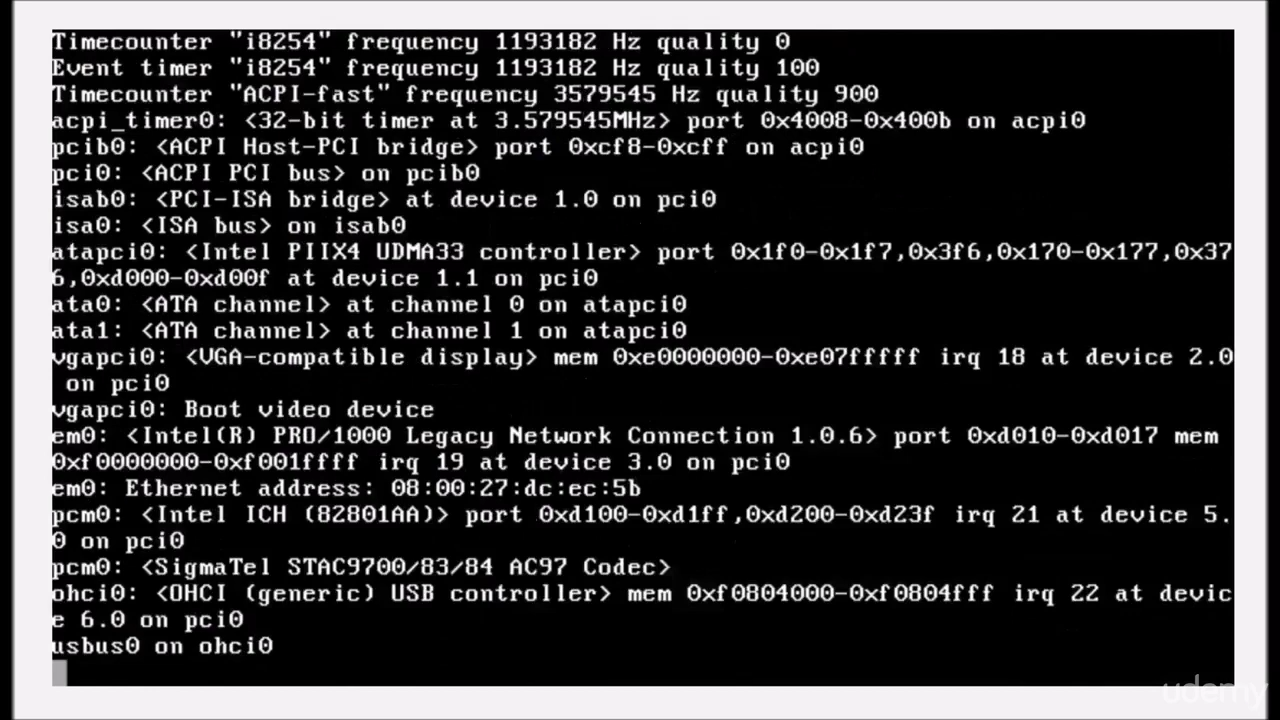 Timecounter "i8254" frequency 1193182 Hz quality 0
Event timer "i8254" frequency 1193182 Hz quality 100
Timecounter "ACPI-fast" frequency 3579545 Hz quality 900
acpi_timer0: <32-bit timer at 3.579545MHz> port 0x4008-0x400b on acpi0
pcib0: <ACPI Host-PCI bridge> port 0xcf8-0xcff on acpi0
pci0: <ACPI PCI bus> on pcib0
isab0: <PCI-ISA bridge> at device 1.0 on pci0
isa0: <ISA bus> on isab0
atapci0: <Intel PIIX4 UDMA33 controller> port 0x1f0-0x1f7,0x3f6,0x170-0x177,0x37
6,0xd000-0xd00f at device 1.1 on pci0
ata0: <ATA channel> at channel 0 on atapci0
ata1: <ATA channel> at channel 1 on atapci0
vgapci0: <VGA-compatible display> mem 0xe0000000-0xe07fffff irq 18 at device 2.0
on pci0
vgapci0: Boot video device
em0: <Intel(R) PRO/1000 Legacy Network Connection 1.0.6> port 0xd010-0xd017 mem
0xf0000000-0xf001ffff irq 19 at device 3.0 on pci0
em0: Ethernet address: 08:00:27:dc:ec:5b
pcm0: <Intel ICH (82801AA)> port 0xd100-0xd1ff,0xd200-0xd23f irq 21 at device 5.
0 on pci0
pcm0: <SigmaTel STAC9700/83/84 AC97 Codec>
ohci0: <OHCI (generic) USB controller> mem 0xf0804000-0xf0804fff irq 22 at devic
e 6.0 on pci0
usbus0 on ohci0
udemy